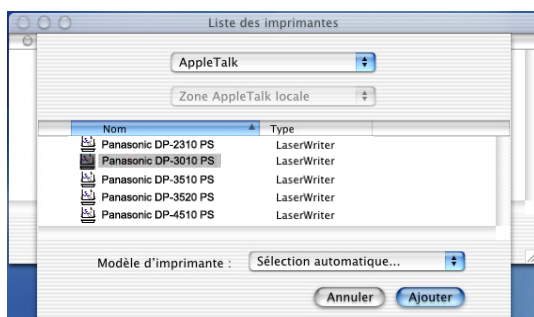 Liste des imprimantes
AppleTalk
Zone AppleTalk locale
Nom Type
Panasonic DP-2310 PS LaserWriter
Panasonic DP-3010 PS LaserWriter
Panasonic DP-3510 PS LaserWriter
Panasonic DP-3520 PS LaserWriter
Panasonic DP-4510 PS LaserWriter
Modèle d'imprimante : Sélection automatique...
Annuler Ajouter